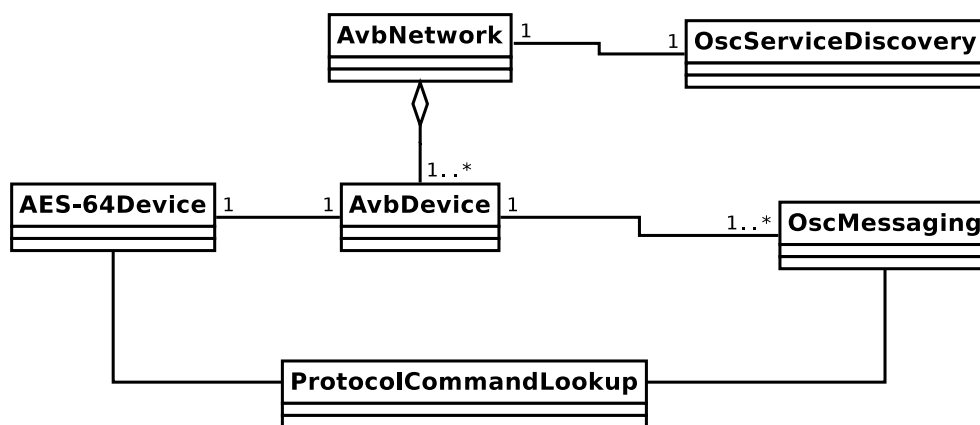 AvbNetwork
1
1
OscServiceDiscovery
1..*
AES-64Device
1
1
AvbDevice
1
1..*
OscMessaging
ProtocolCommandLookup